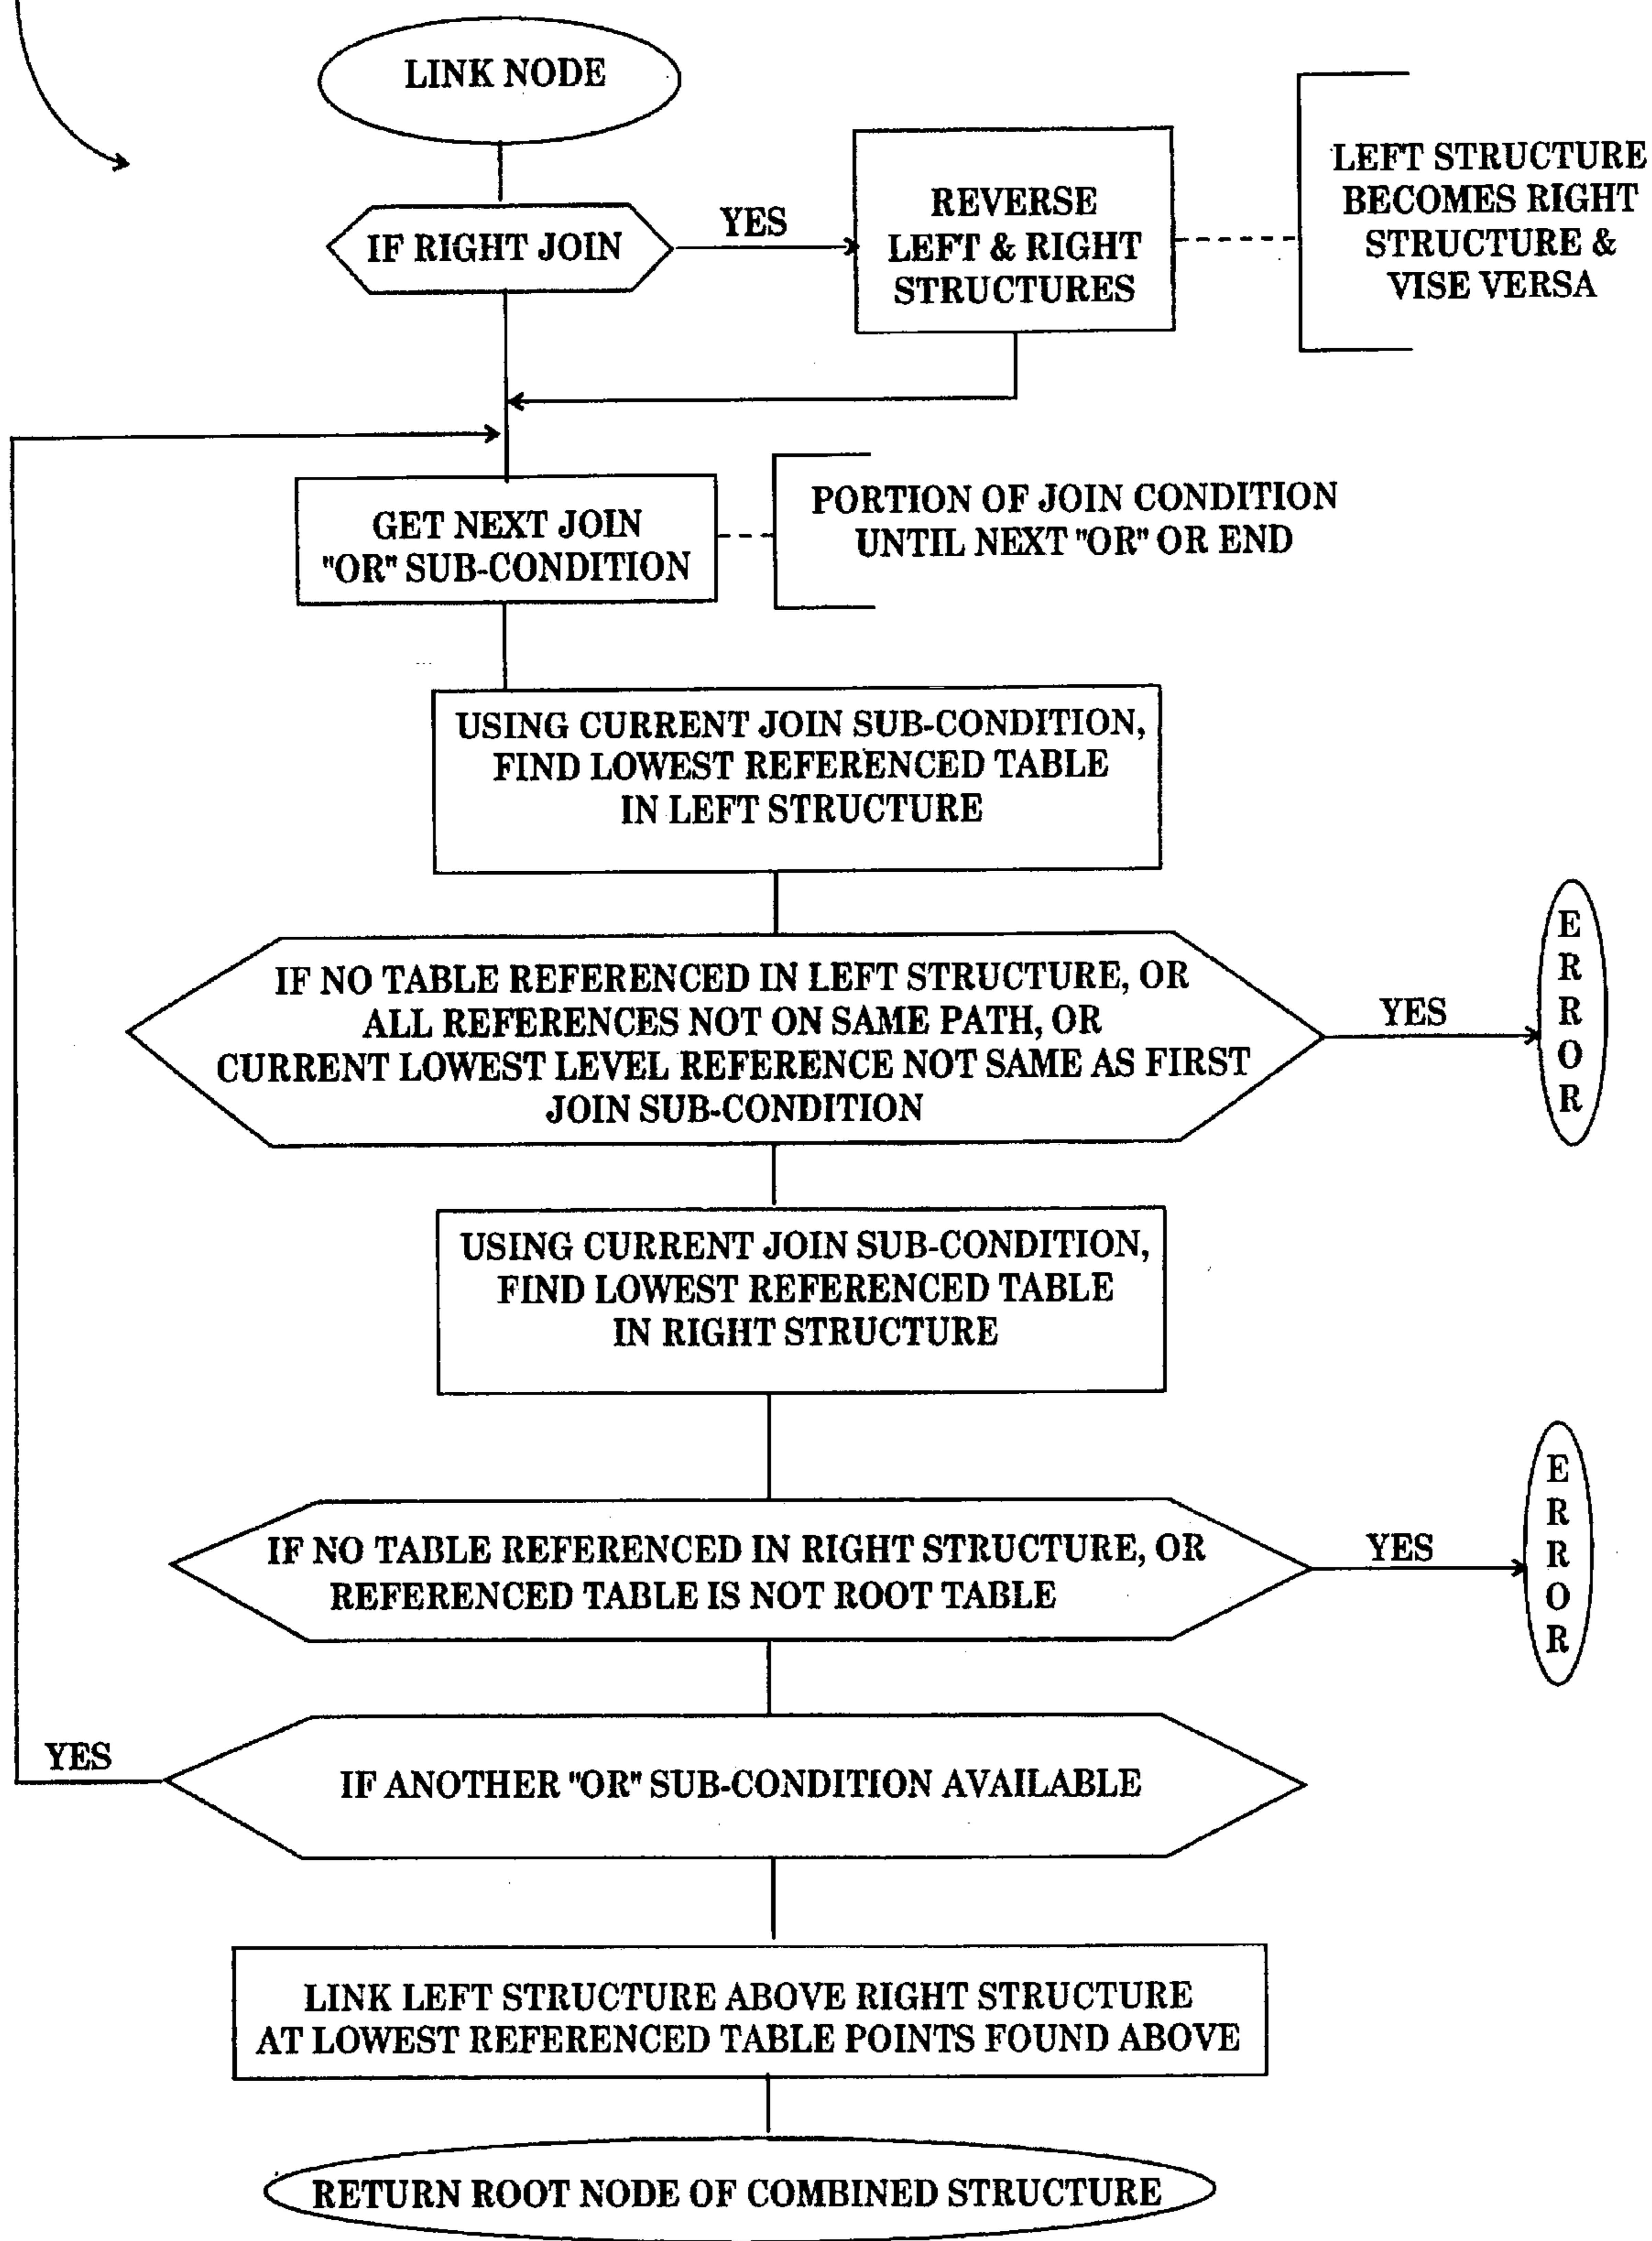 LINK NODE
IF RIGHT JOIN
YES
REVERSE
LEFT & RIGHT
STRUCTURES
LEFT STRUCTURE
BECOMES RIGHT
STRUCTURE &
VISE VERSA
GET NEXT JOIN
"OR" SUB-CONDITION
PORTION OF JOIN CONDITION
UNTIL NEXT "OR" OR END
USING CURRENT JOIN SUB-CONDITION,
FIND LOWEST REFERENCED TABLE
IN LEFT STRUCTURE
IF NO TABLE REFERENCED IN LEFT STRUCTURE, OR
ALL REFERENCES NOT ON SAME PATH, OR
CURRENT LOWEST LEVEL REFERENCE NOT SAME AS FIRST
JOIN SUB-CONDITION
YES
ERROR
USING CURRENT JOIN SUB-CONDITION,
FIND LOWEST REFERENCED TABLE
IN RIGHT STRUCTURE
IF NO TABLE REFERENCED IN RIGHT STRUCTURE, OR
REFERENCED TABLE IS NOT ROOT TABLE
YES
ERROR
YES
IF ANOTHER "OR" SUB-CONDITION AVAILABLE
LINK LEFT STRUCTURE ABOVE RIGHT STRUCTURE
AT LOWEST REFERENCED TABLE POINTS FOUND ABOVE
RETURN ROOT NODE OF COMBINED STRUCTURE